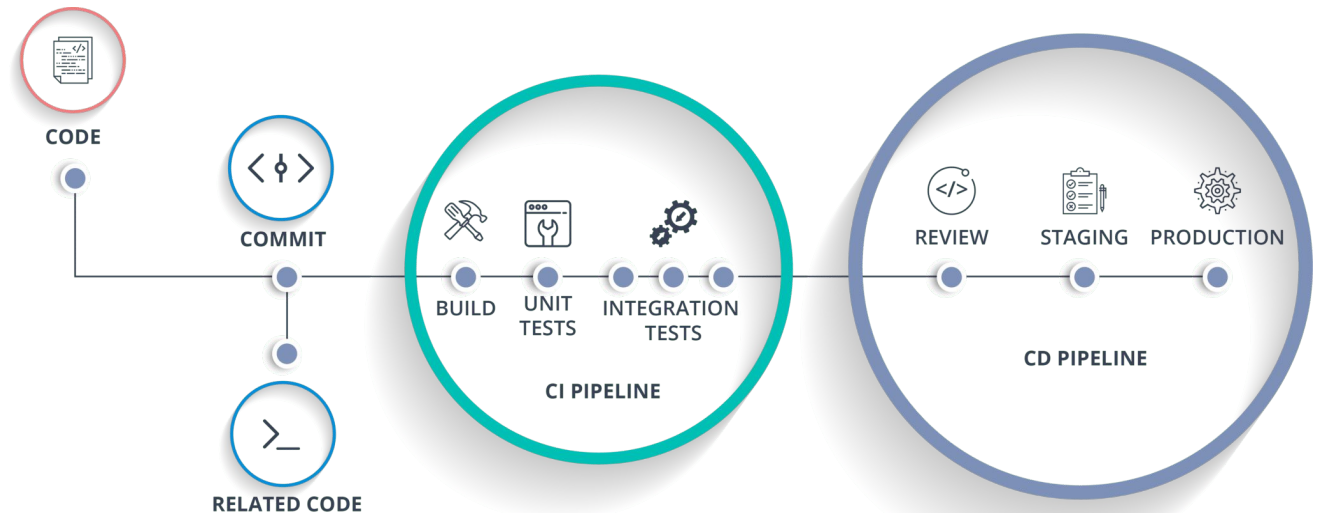 CODE
COMMIT
RELATED CODE
BUILD
UNIT
TESTS
INTEGRATION
TESTS
CI PIPELINE
REVIEW
STAGING
PRODUCTION
CD PIPELINE